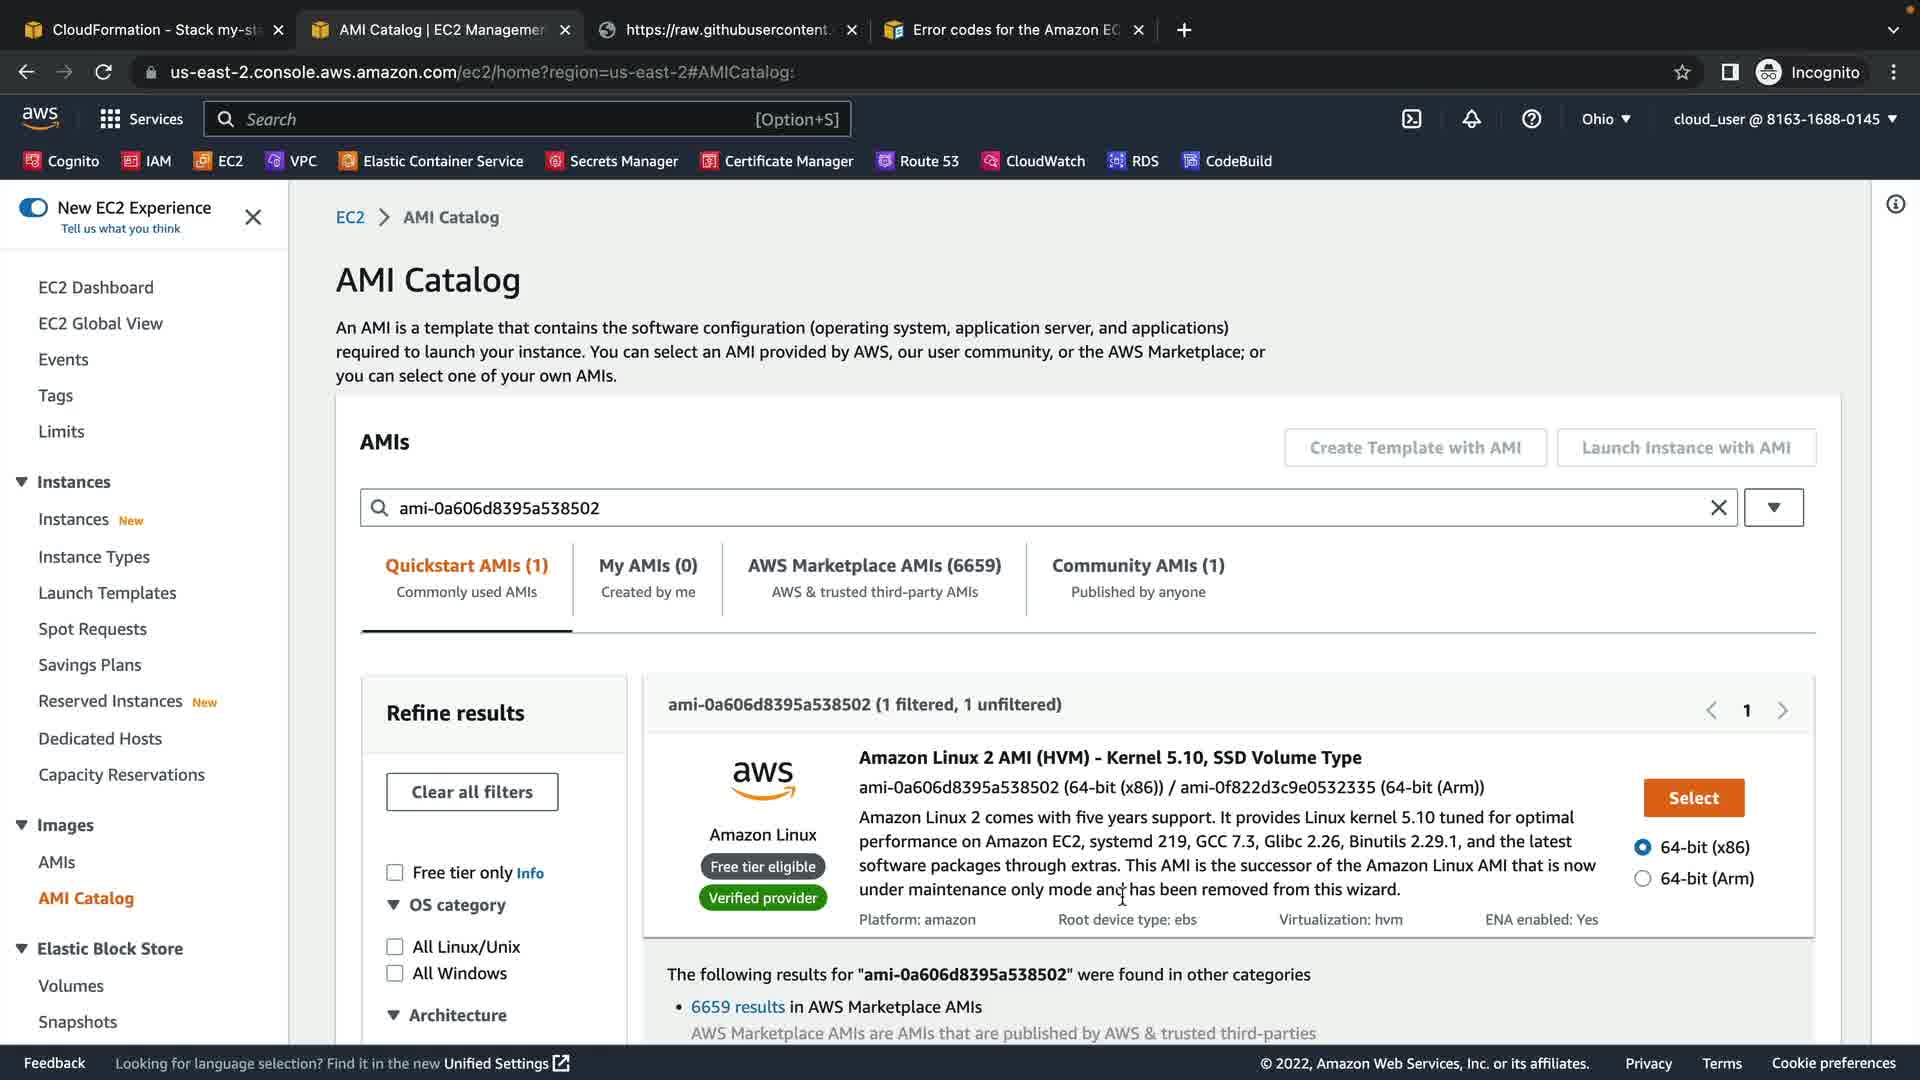 CloudFormation - Stack my-st
AMI Catalog | EC2 Managemen
https://raw.githubusercontent.
Error codes for the Amazon EC
us-east-2.console.aws.amazon.com/ec2/home?region=us-east-2#AMICatalog:
Incognito
aws
Services
Search
[Option+S]
Ohio
cloud_user @ 8163-1688-0145
Cognito
IAM
EC2
VPC
Elastic Container Service
Secrets Manager
Certificate Manager
Route 53
CloudWatch
RDS
CodeBuild
New EC2 Experience
Tell us what you think
EC2 Dashboard
EC2 Global View
Events
Tags
Limits
Instances
Instances New
Instance Types
Launch Templates
Spot Requests
Savings Plans
Reserved Instances New
Dedicated Hosts
Capacity Reservations
Images
AMIs
AMI Catalog
Elastic Block Store
Volumes
Snapshots
EC2 > AMI Catalog
AMI Catalog
An AMI is a template that contains the software configuration (operating system, application server, and applications)
required to launch your instance. You can select an AMI provided by AWS, our user community, or the AWS Marketplace; or
you can select one of your own AMIs.
AMIs
Create Template with AMI
Launch Instance with AMI
ami-0a606d8395a538502
Quickstart AMIs (1)
Commonly used AMIs
My AMIs (0)
Created by me
AWS Marketplace AMIs (6659)
AWS & trusted third-party AMIs
Community AMIs (1)
Published by anyone
Refine results
Clear all filters
Free tier only Info
OS category
All Linux/Unix
All Windows
Architecture
ami-0a606d8395a538502 (1 filtered, 1 unfiltered)
1
aws
Amazon Linux
Free tier eligible
Verified provider
Amazon Linux 2 AMI (HVM) - Kernel 5.10, SSD Volume Type
ami-0a606d8395a538502 (64-bit (x86)) / ami-0f822d3c9e0532335 (64-bit (Arm))
Amazon Linux 2 comes with five years support. It provides Linux kernel 5.10 tuned for optimal
performance on Amazon EC2, systemd 219, GCC 7.3, Glibc 2.26, Binutils 2.29.1, and the latest
software packages through extras. This AMI is the successor of the Amazon Linux AMI that is now
under maintenance only mode and has been removed from this wizard.
Platform: amazon
Root device type: ebs
Virtualization: hvm
ENA enabled: Yes
Select
64-bit (x86)
64-bit (Arm)
The following results for "ami-0a606d8395a538502" were found in other categories
• 6659 results in AWS Marketplace AMIs
AWS Marketplace AMIs are AMIs that are published by AWS & trusted third-parties
Feedback
Looking for language selection? Find it in the new Unified Settings
© 2022, Amazon Web Services, Inc. or its affiliates.
Privacy
Terms
Cookie preferences